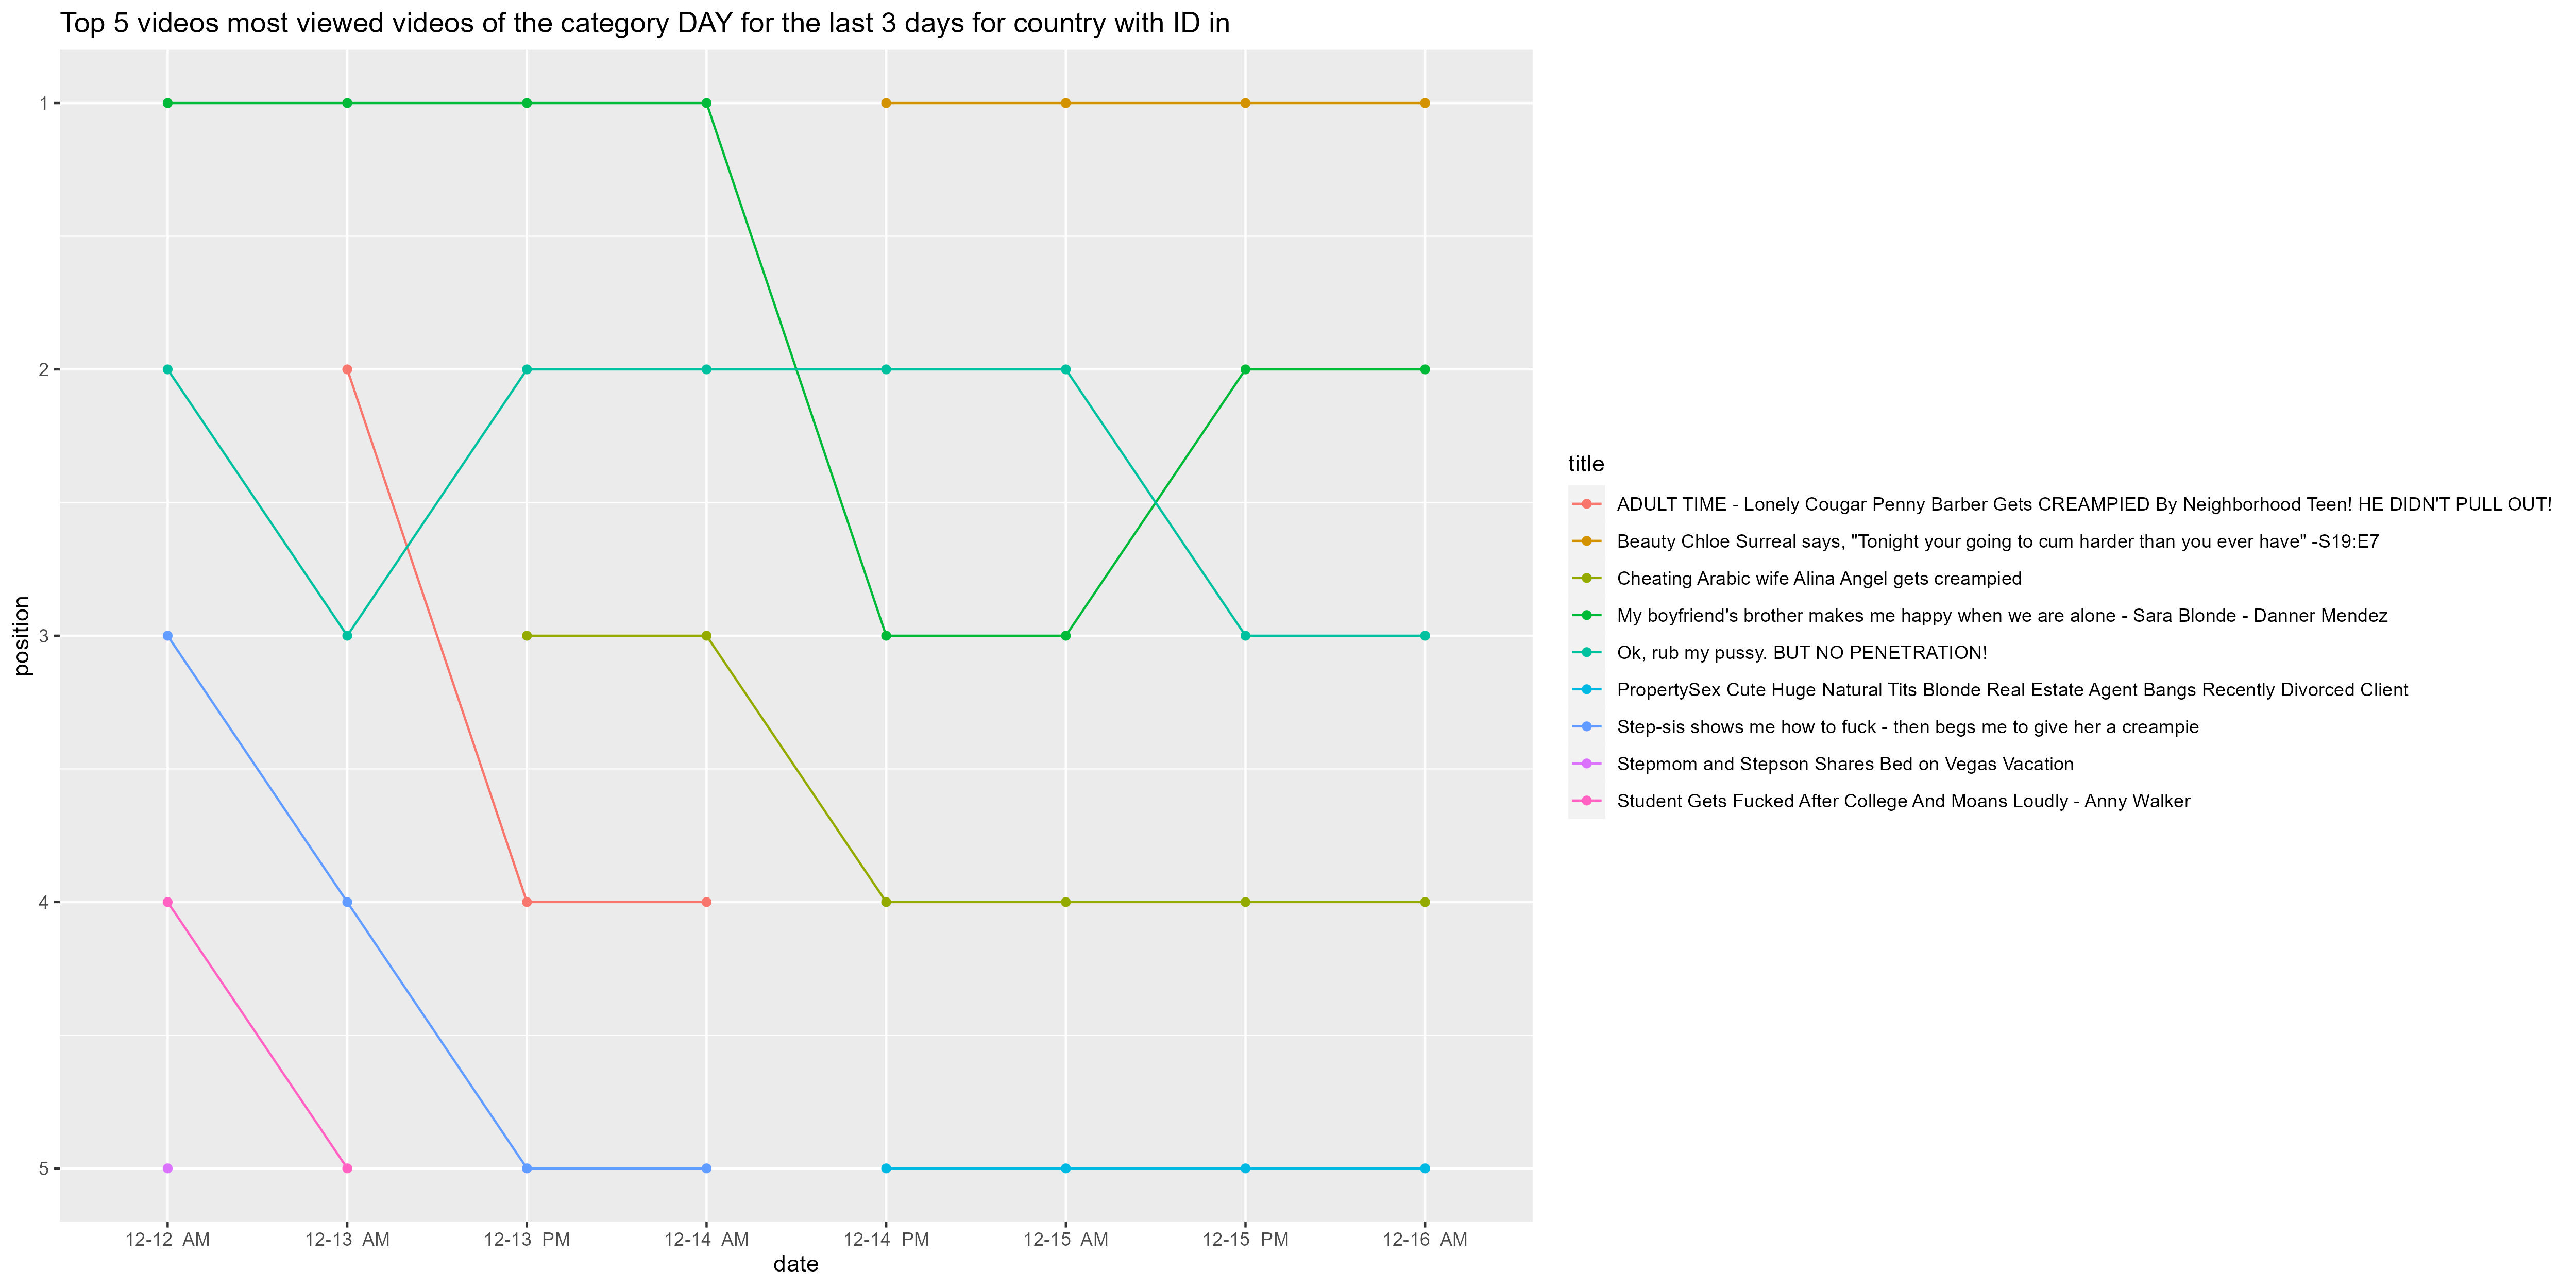 Top 5 videos most viewed videos of the category DAY for the last 3 days for country with ID in
position
1
2
3
4
5
12-12 AM
12-13 AM
12-13 PM
12-14 AM
12-14 PM
12-15 AM
12-15 PM
12-16 AM
date
title
ADULT TIME - Lonely Cougar Penny Barber Gets CREAMPIED By Neighborhood Teen! HE DIDN'T PULL OUT!
Beauty Chloe Surreal says, "Tonight your going to cum harder than you ever have" -S19:E7
Cheating Arabic wife Alina Angel gets creampied
My boyfriend's brother makes me happy when we are alone - Sara Blonde - Danner Mendez
Ok, rub my pussy. BUT NO PENETRATION!
PropertySex Cute Huge Natural Tits Blonde Real Estate Agent Bangs Recently Divorced Client
Step-sis shows me how to fuck - then begs me to give her a creampie
Stepmom and Stepson Shares Bed on Vegas Vacation
Student Gets Fucked After College And Moans Loudly - Anny Walker